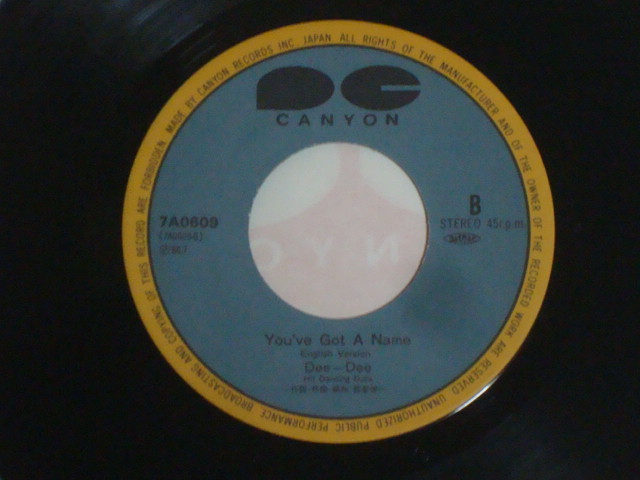 MADE BY CANYON RECORDS INC JAPAN ALL RIGHTS OF THE MANUFACTURER AND OF THE OWNER OF THE RECORDED WORK ARE RESERVED UNAUTHORIZED PUBLIC PERFORMANCE BROADCASTING AND COPYING OF THIS RECORD ARE FORBIDDEN
CANYON
7A0609
B
STEREO 45r.p.m.
You've Got A Name
English Version
Dee-Dee